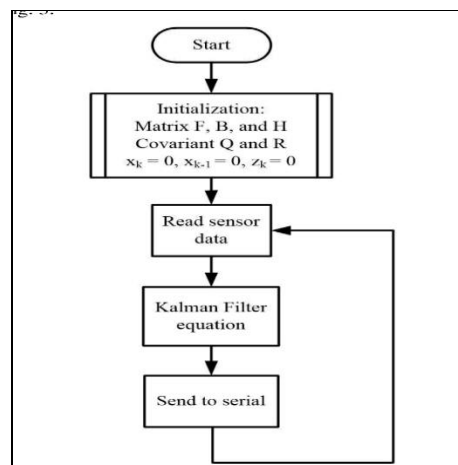 Start
Initialization:
Matrix F, B, and H
Covariant Q and R
xₖ = 0, xₖ₋₁ = 0, zₖ = 0
Read sensor
data
Kalman Filter
equation
Send to serial